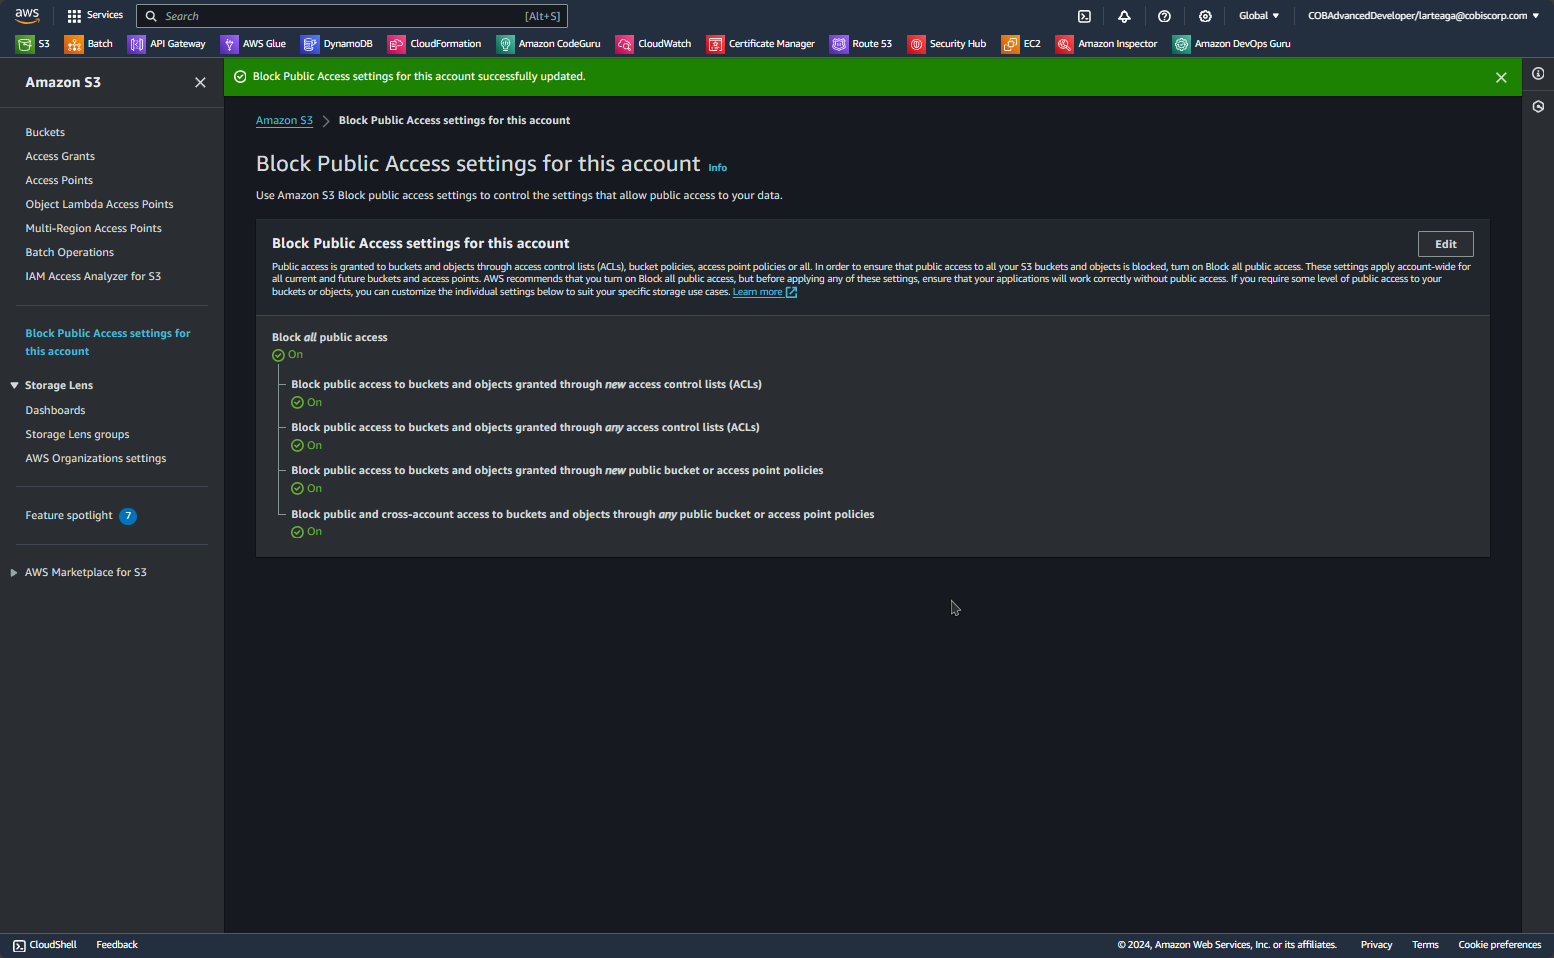 aws
Services
Search
[Alt+S]
Global ▼
COBAdvancedDeveloper/larteaga@cobiscorp.com ▼
S3
Batch
API Gateway
AWS Glue
DynamoDB
CloudFormation
Amazon CodeGuru
CloudWatch
Certificate Manager
Route 53
Security Hub
EC2
Amazon Inspector
Amazon DevOps Guru
Amazon S3
Block Public Access settings for this account successfully updated.
Buckets
Access Grants
Access Points
Object Lambda Access Points
Multi-Region Access Points
Batch Operations
IAM Access Analyzer for S3
Block Public Access settings for
this account
Storage Lens
Dashboards
Storage Lens groups
AWS Organizations settings
Feature spotlight 7
AWS Marketplace for S3
Amazon S3 > Block Public Access settings for this account
Block Public Access settings for this account Info
Use Amazon S3 Block public access settings to control the settings that allow public access to your data.
Block Public Access settings for this account
Edit
Public access is granted to buckets and objects through access control lists (ACLs), bucket policies, access point policies or all. In order to ensure that public access to all your S3 buckets and objects is blocked, turn on Block all public access. These settings apply account-wide for
all current and future buckets and access points. AWS recommends that you turn on Block all public access, but before applying any of these settings, ensure that your applications will work correctly without public access. If you require some level of public access to your
buckets or objects, you can customize the individual settings below to suit your specific storage use cases. Learn more
Block all public access
On
Block public access to buckets and objects granted through new access control lists (ACLs)
On
Block public access to buckets and objects granted through any access control lists (ACLs)
On
Block public access to buckets and objects granted through new public bucket or access point policies
On
Block public and cross-account access to buckets and objects through any public bucket or access point policies
On
CloudShell
Feedback
© 2024, Amazon Web Services, Inc. or its affiliates.
Privacy
Terms
Cookie preferences